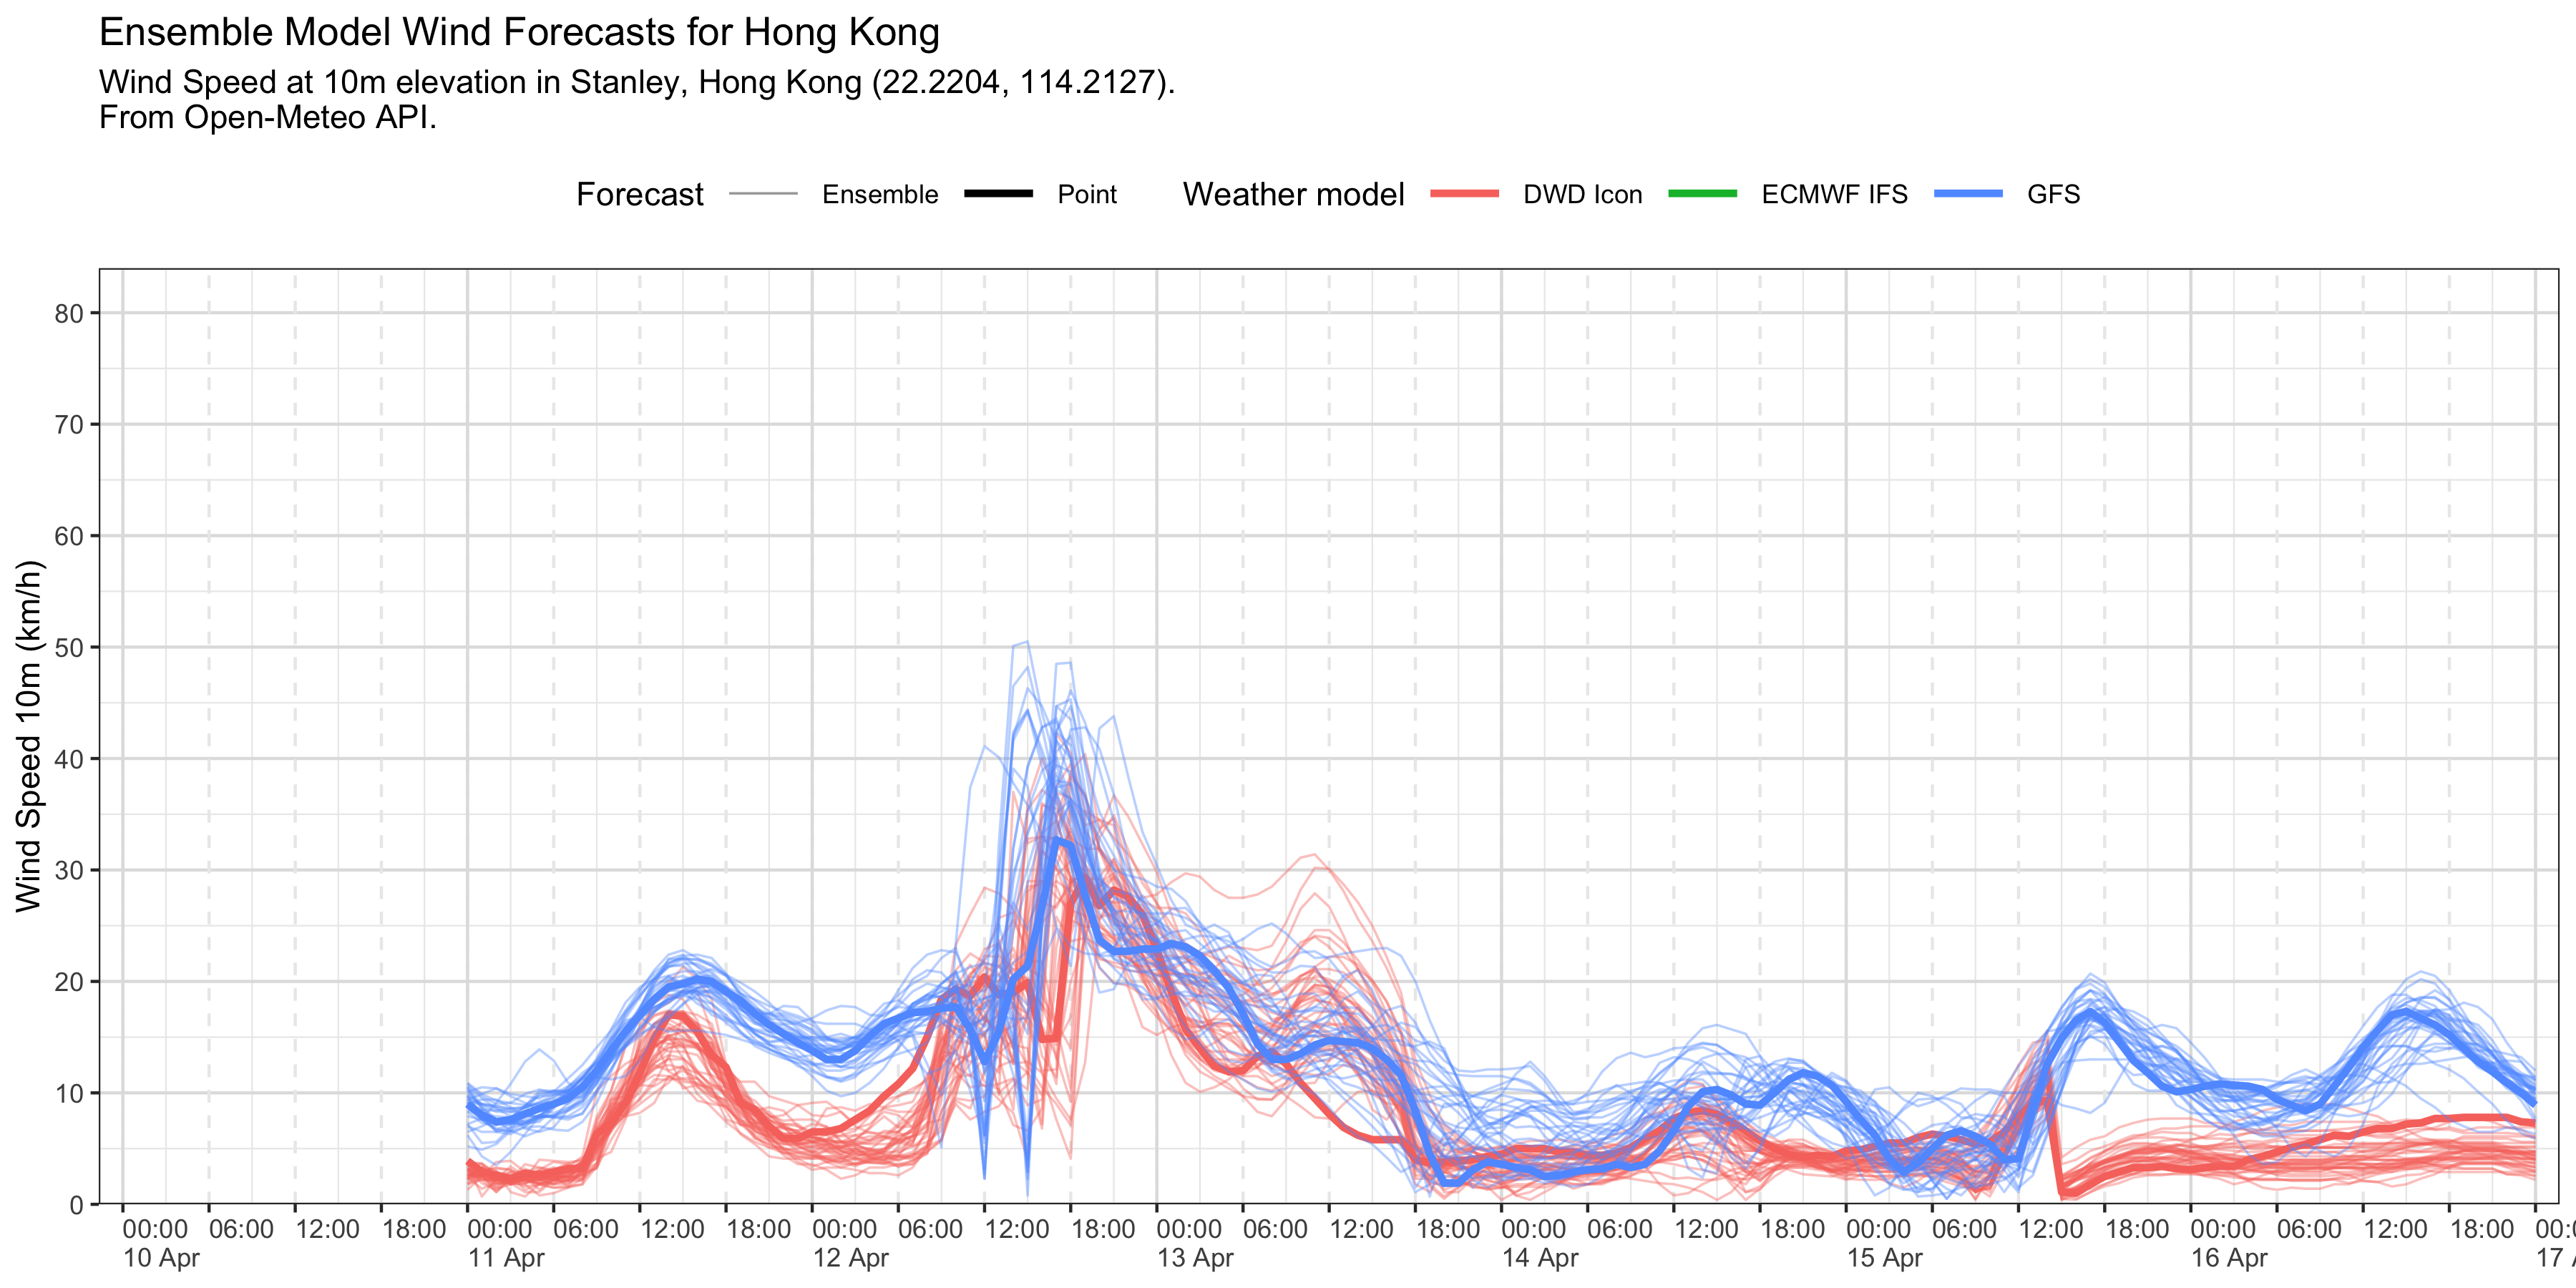 Ensemble Model Wind Forecasts for Hong Kong
Wind Speed at 10m elevation in Stanley, Hong Kong (22.2204, 114.2127).
From Open-Meteo API.
Forecast Ensemble Point Weather model DWD Icon ECMWF IFS GFS
Wind Speed 10m (km/h)
80
70
60
50
40
30
20
10
0
00:00 06:00 12:00 18:00 00:00 06:00 12:00 18:00 00:00 06:00 12:00 18:00 00:00 06:00 12:00 18:00 00:00 06:00 12:00 18:00 00:00 06:00 12:00 18:00 00:00 06:00 12:00 18:00
10 Apr 11 Apr 12 Apr 13 Apr 14 Apr 15 Apr 16 Apr 17